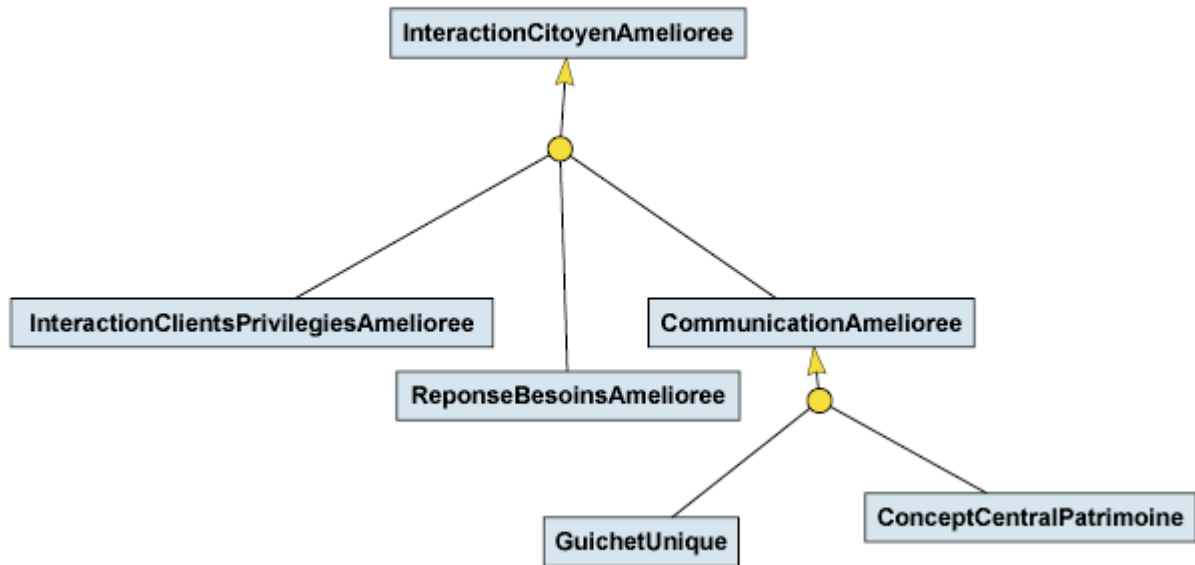 InteractionCitoyenAmelioree
InteractionClientsPrivilegiesAmelioree
CommunicationAmelioree
ReponseBesoinsAmelioree
ConceptCentralPatrimoine
GuichetUnique